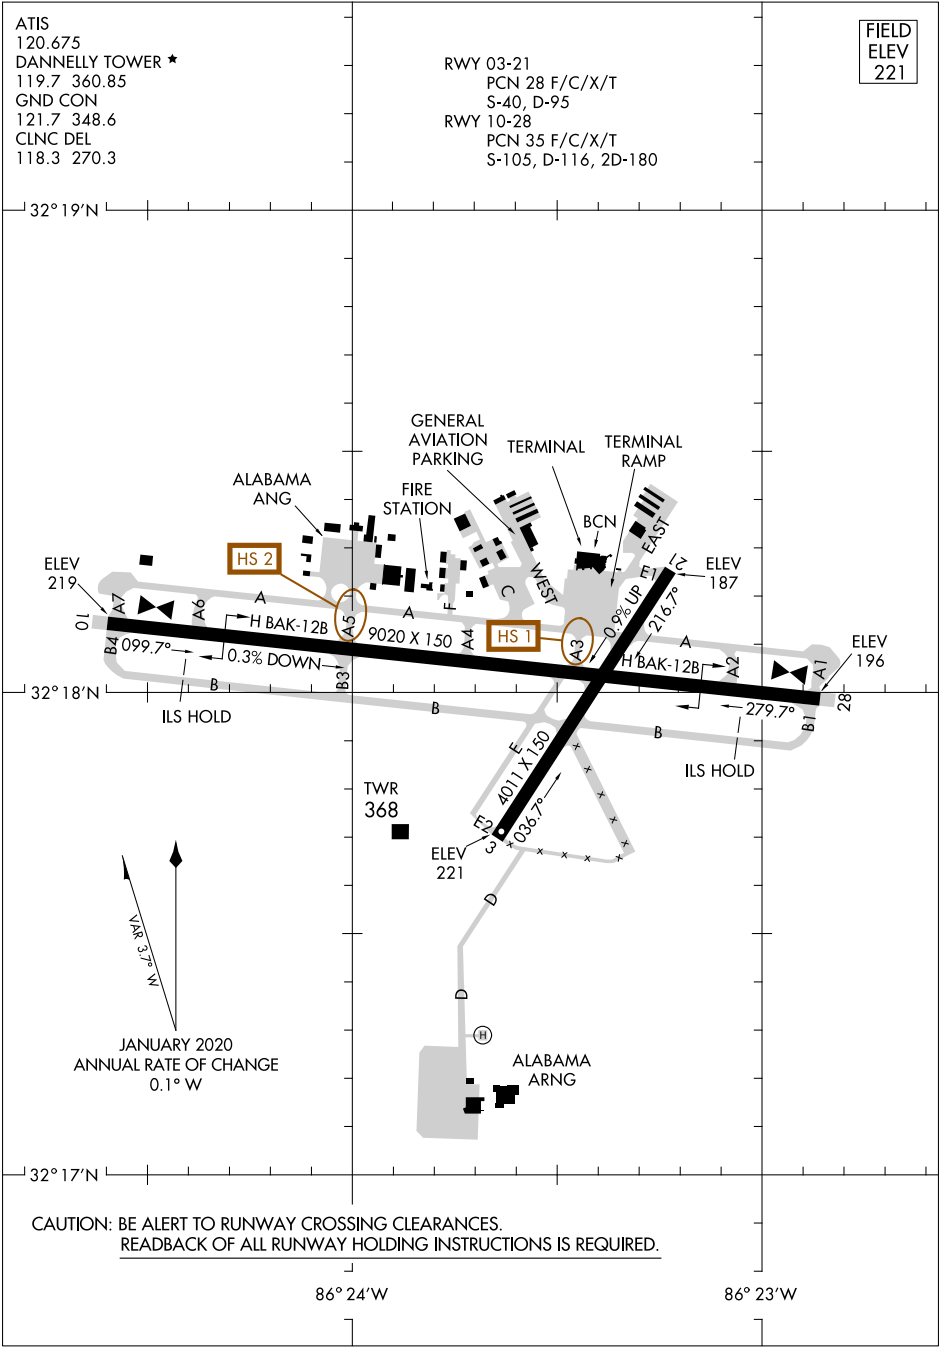 ATIS
120.675
DANNELLY TOWER ★
119.7 360.85
GND CON
121.7 348.6
CLNC DEL
118.3 270.3
RWY 03-21
PCN 28 F/C/X/T
S-40, D-95
RWY 10-28
PCN 35 F/C/X/T
S-105, D-116, 2D-180
FIELD
ELEV
221
32°19'N
GENERAL
AVIATION
PARKING
TERMINAL
TERMINAL
RAMP
ALABAMA
ANG
FIRE
STATION
BCN
EAST
WEST
HS 2
ELEV
219
21
ELEV
187
E1
C
F
A7
A6
A
A5
A
A4
HS 1
A3
0.9% UP
216.7°
A
A2
A1
ELEV
196
10
B4
H BAK-12B
9020 X 150
099.7°
0.3% DOWN
B3
H BAK-12B
279.7°
28
B1
32°18'N
ILS HOLD
B
B
B
ILS HOLD
E
4011 X 150
036.7°
E2
3
TWR
368
ELEV
221
D
VAR 3.7° W
D
H
JANUARY 2020
ANNUAL RATE OF CHANGE
0.1° W
ALABAMA
ARNG
32°17'N
CAUTION: BE ALERT TO RUNWAY CROSSING CLEARANCES.
READBACK OF ALL RUNWAY HOLDING INSTRUCTIONS IS REQUIRED.
86° 24'W
86° 23'W